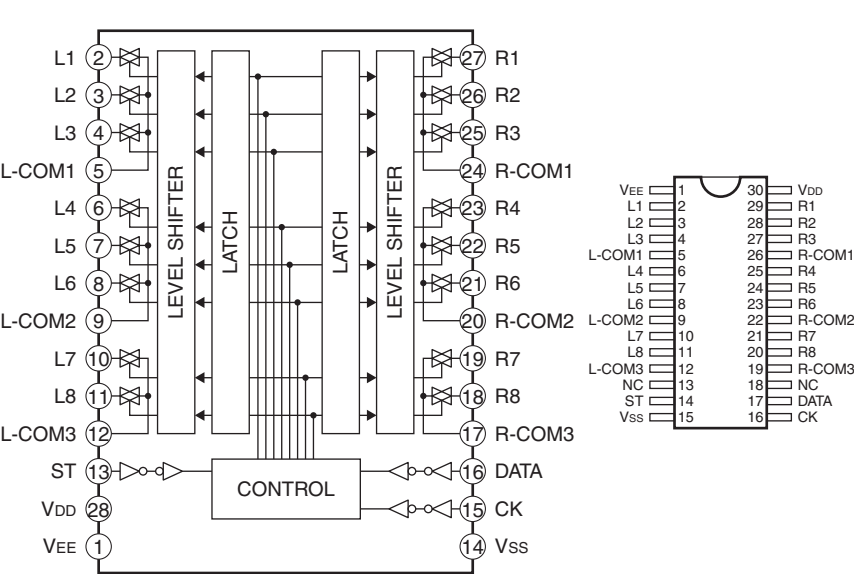 L1 2 27 R1
L2 3 26 R2
L3 4 25 R3
L-COM1 5 24 R-COM1
L4 6 23 R4
L5 7 22 R5
L6 8 21 R6
L-COM2 9 20 R-COM2
L7 10 19 R7
L8 11 18 R8
L-COM3 12 17 R-COM3
ST 13 16 DATA
VDD 28 15 CK
VEE 1 14 VSS
LEVEL SHIFTER
LATCH
LATCH
LEVEL SHIFTER
CONTROL
VEE 1 30 VDD
L1 2 29 R1
L2 3 28 R2
L3 4 27 R3
L-COM1 5 26 R-COM1
L4 6 25 R4
L5 7 24 R5
L6 8 23 R6
L-COM2 9 22 R-COM2
L7 10 21 R7
L8 11 20 R8
L-COM3 12 19 R-COM3
NC 13 18 NC
ST 14 17 DATA
VSS 15 16 CK